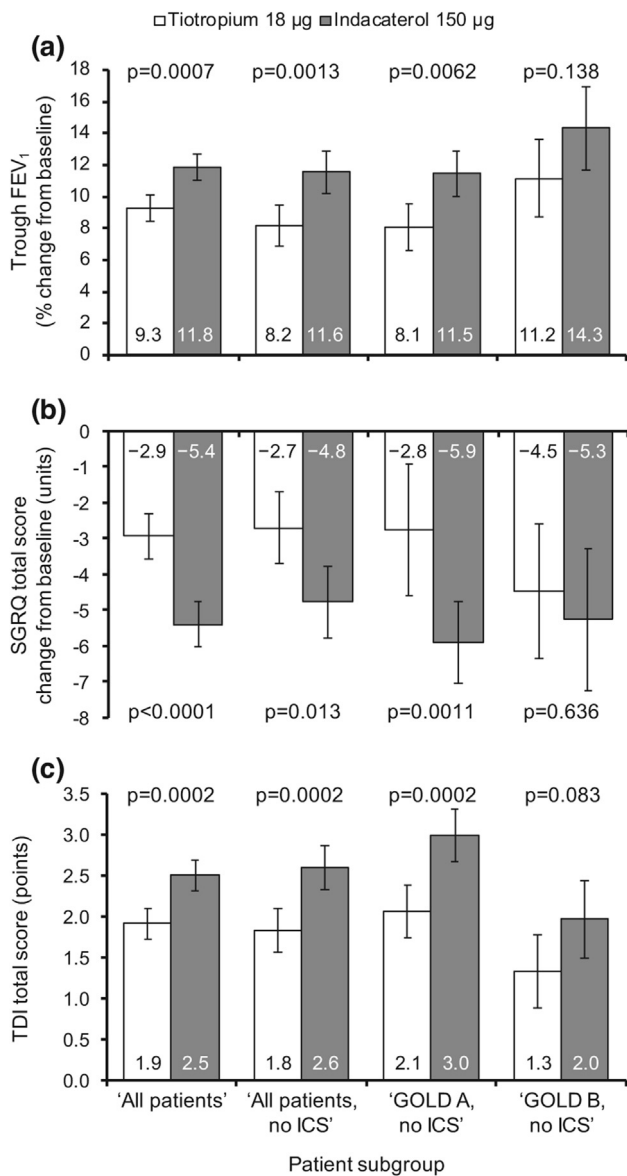 Tiotropium 18 µg Indacaterol 150 µg
(a)
p=0.0007 p=0.0013 p=0.0062 p=0.138
Trough FEV1
(% change from baseline)
18
16
14
12
10
8
6
4
2
0
9.3 11.8 8.2 11.6 8.1 11.5 11.2 14.3
(b)
SGRQ total score
change from baseline (units)
0
-1
-2
-3
-4
-5
-6
-7
-8
−2.9 −5.4 −2.7 −4.8 −2.8 −5.9 −4.5 −5.3
p<0.0001 p=0.013 p=0.0011 p=0.636
(c)
p=0.0002 p=0.0002 p=0.0002 p=0.083
TDI total score (points)
3.5
3.0
2.5
2.0
1.5
1.0
0.5
0.0
1.9 2.5 1.8 2.6 2.1 3.0 1.3 2.0
‘All patients’ ‘All patients, ‘GOLD A, ‘GOLD B,
no ICS’ no ICS’ no ICS’
Patient subgroup